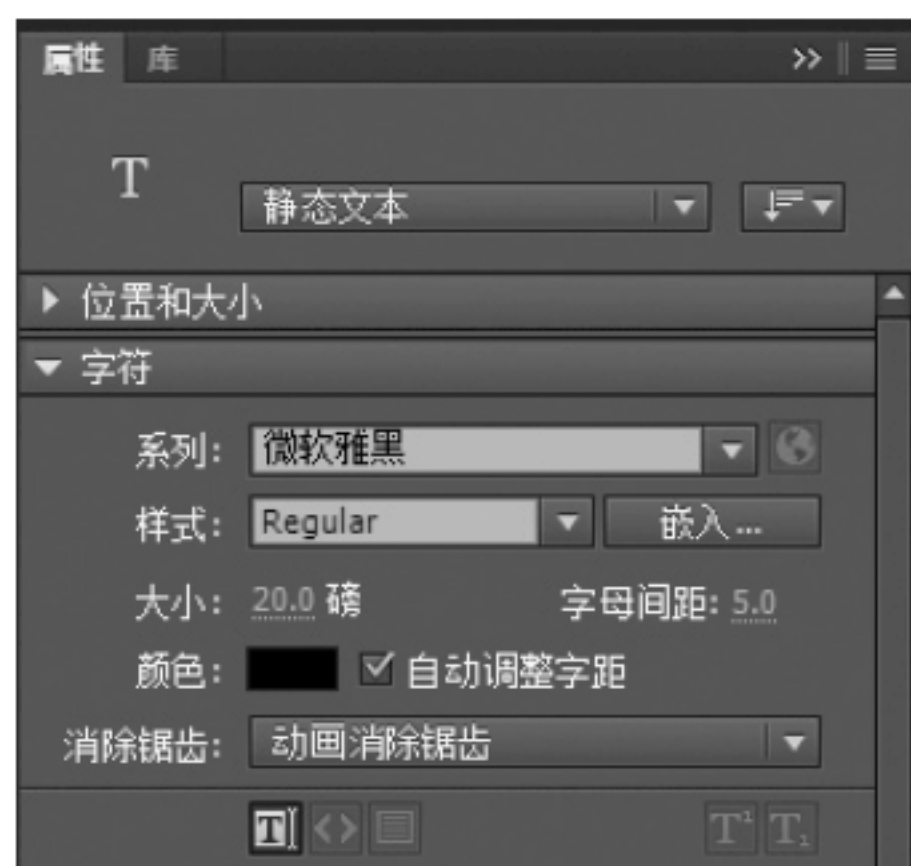 属性 库
T
静态文本
位置和大小
字符
系列: 微软雅黑
样式: Regular 嵌入...
大小: 20.0 磅 字母间距: 5.0
颜色: 自动调整字距
消除锯齿: 动画消除锯齿
T <> T¹ T₁